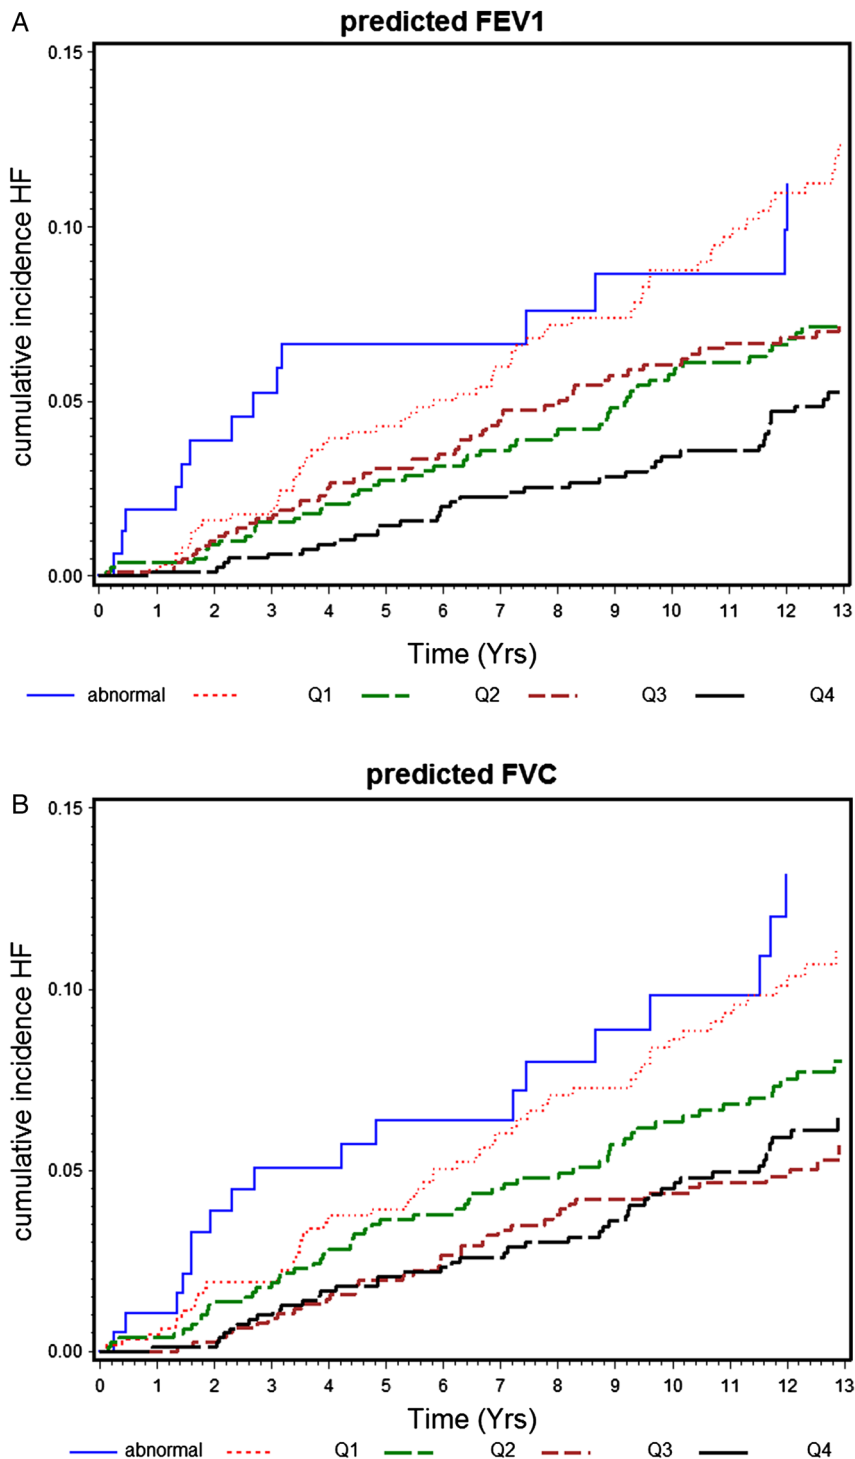 A
predicted FEV1
cumulative incidence HF
0.15
0.10
0.05
0.00
0 1 2 3 4 5 6 7 8 9 10 11 12 13
Time (Yrs)
abnormal Q1 Q2 Q3 Q4
B
predicted FVC
cumulative incidence HF
0.15
0.10
0.05
0.00
0 1 2 3 4 5 6 7 8 9 10 11 12 13
Time (Yrs)
abnormal Q1 Q2 Q3 Q4